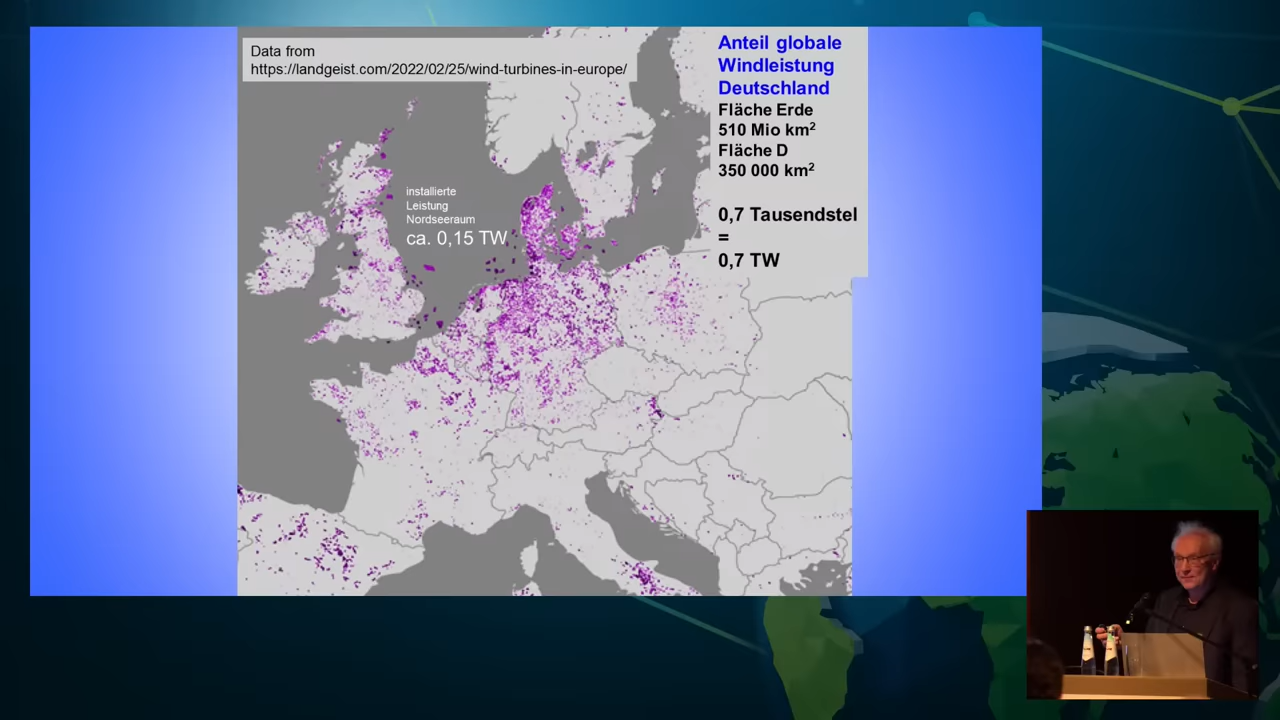 Data from
https://landgeist.com/2022/02/25/wind-turbines-in-europe/
Anteil globale
Windleistung
Deutschland
Fläche Erde
510 Mio km²
Fläche D
350 000 km²
0,7 Tausendstel
=
0,7 TW
installierte
Leistung
Nordseeraum
ca. 0,15 TW